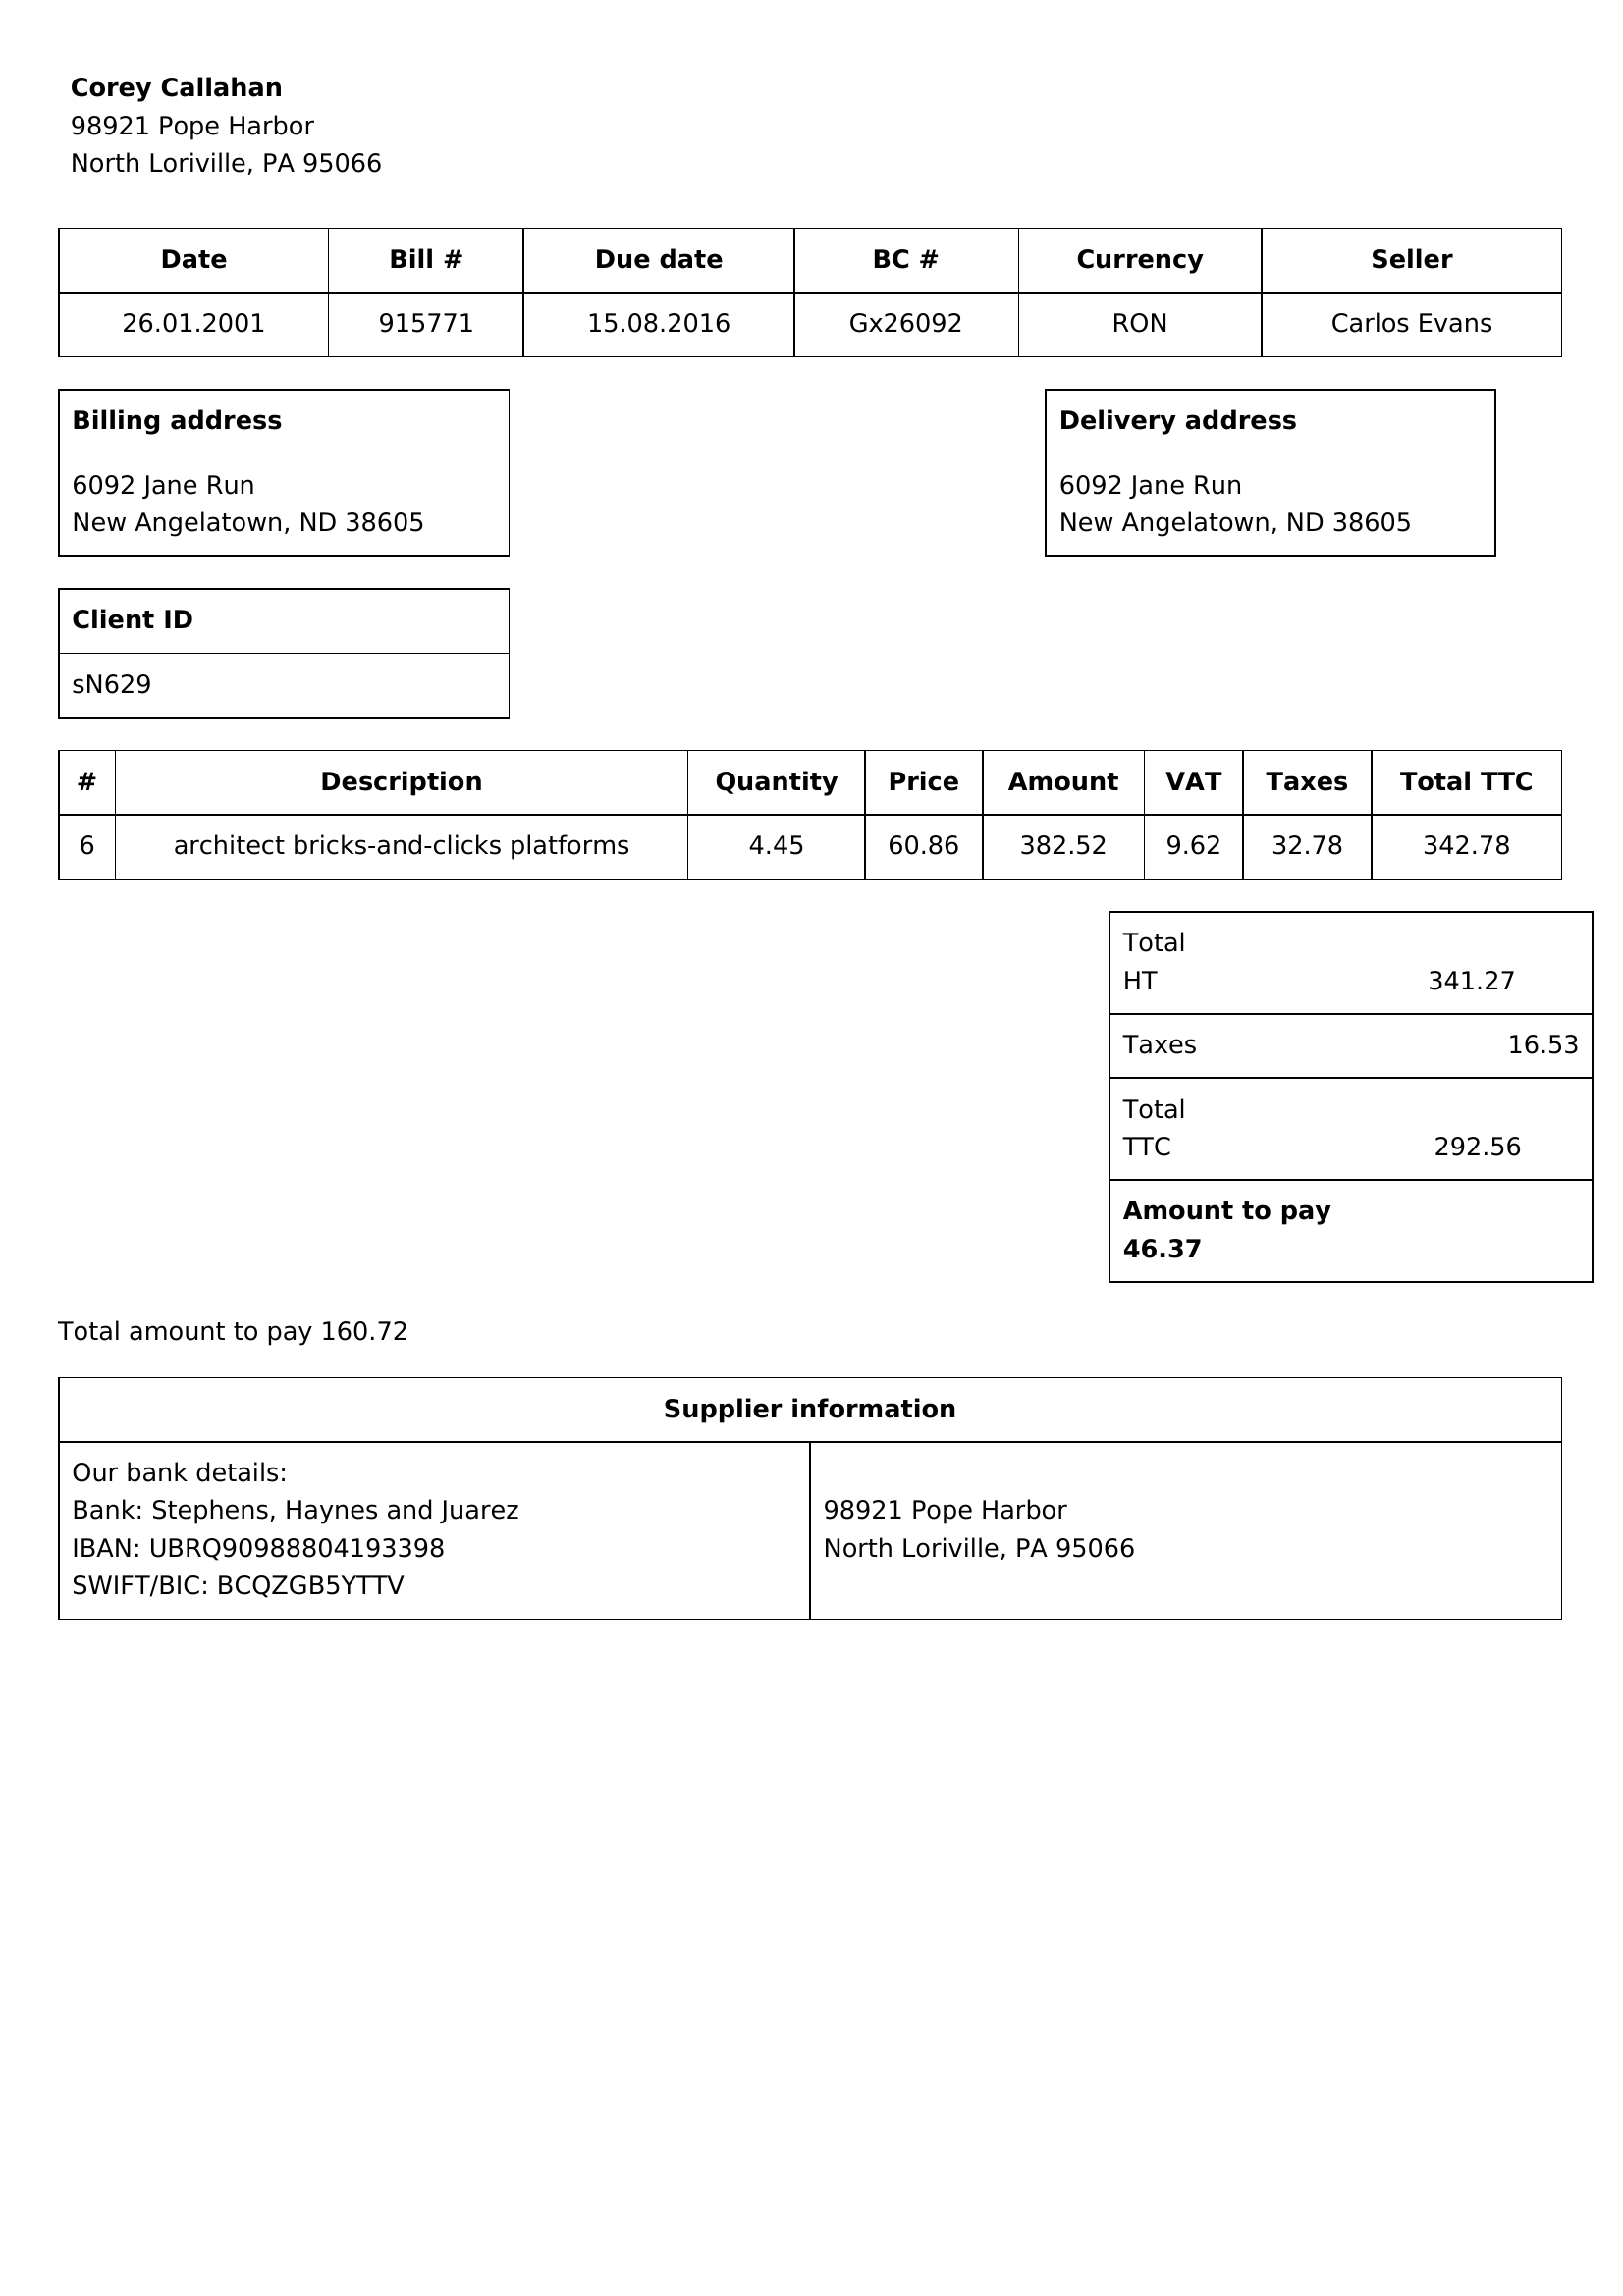 Corey Callahan
98921 Pope Harbor
North Loriville, PA 95066
Date Bill # Due date BC # Currency Seller
26.01.2001 915771 15.08.2016 Gx26092 RON Carlos Evans
Billing address
6092 Jane Run
New Angelatown, ND 38605
Delivery address
6092 Jane Run
New Angelatown, ND 38605
Client ID
sN629
# Description Quantity Price Amount VAT Taxes Total TTC
6 architect bricks-and-clicks platforms 4.45 60.86 382.52 9.62 32.78 342.78
Total
HT 341.27
Taxes 16.53
Total
TTC 292.56
Amount to pay
46.37
Total amount to pay 160.72
Supplier information
Our bank details:
Bank: Stephens, Haynes and Juarez
IBAN: UBRQ90988804193398
SWIFT/BIC: BCQZGB5YTTV
98921 Pope Harbor
North Loriville, PA 95066